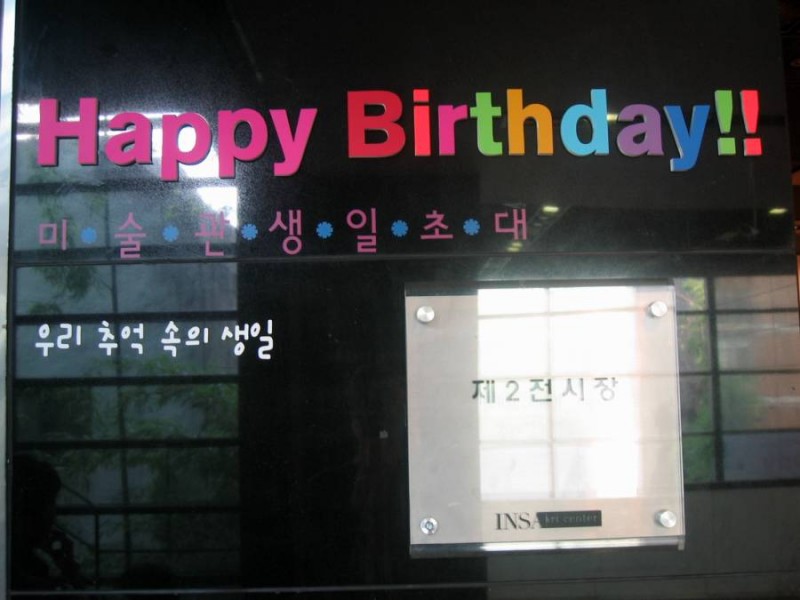 Happy Birthday!!
미*술*관*생*일*초*대
우리 추억 속의 생일
제2전시장
INSA art center